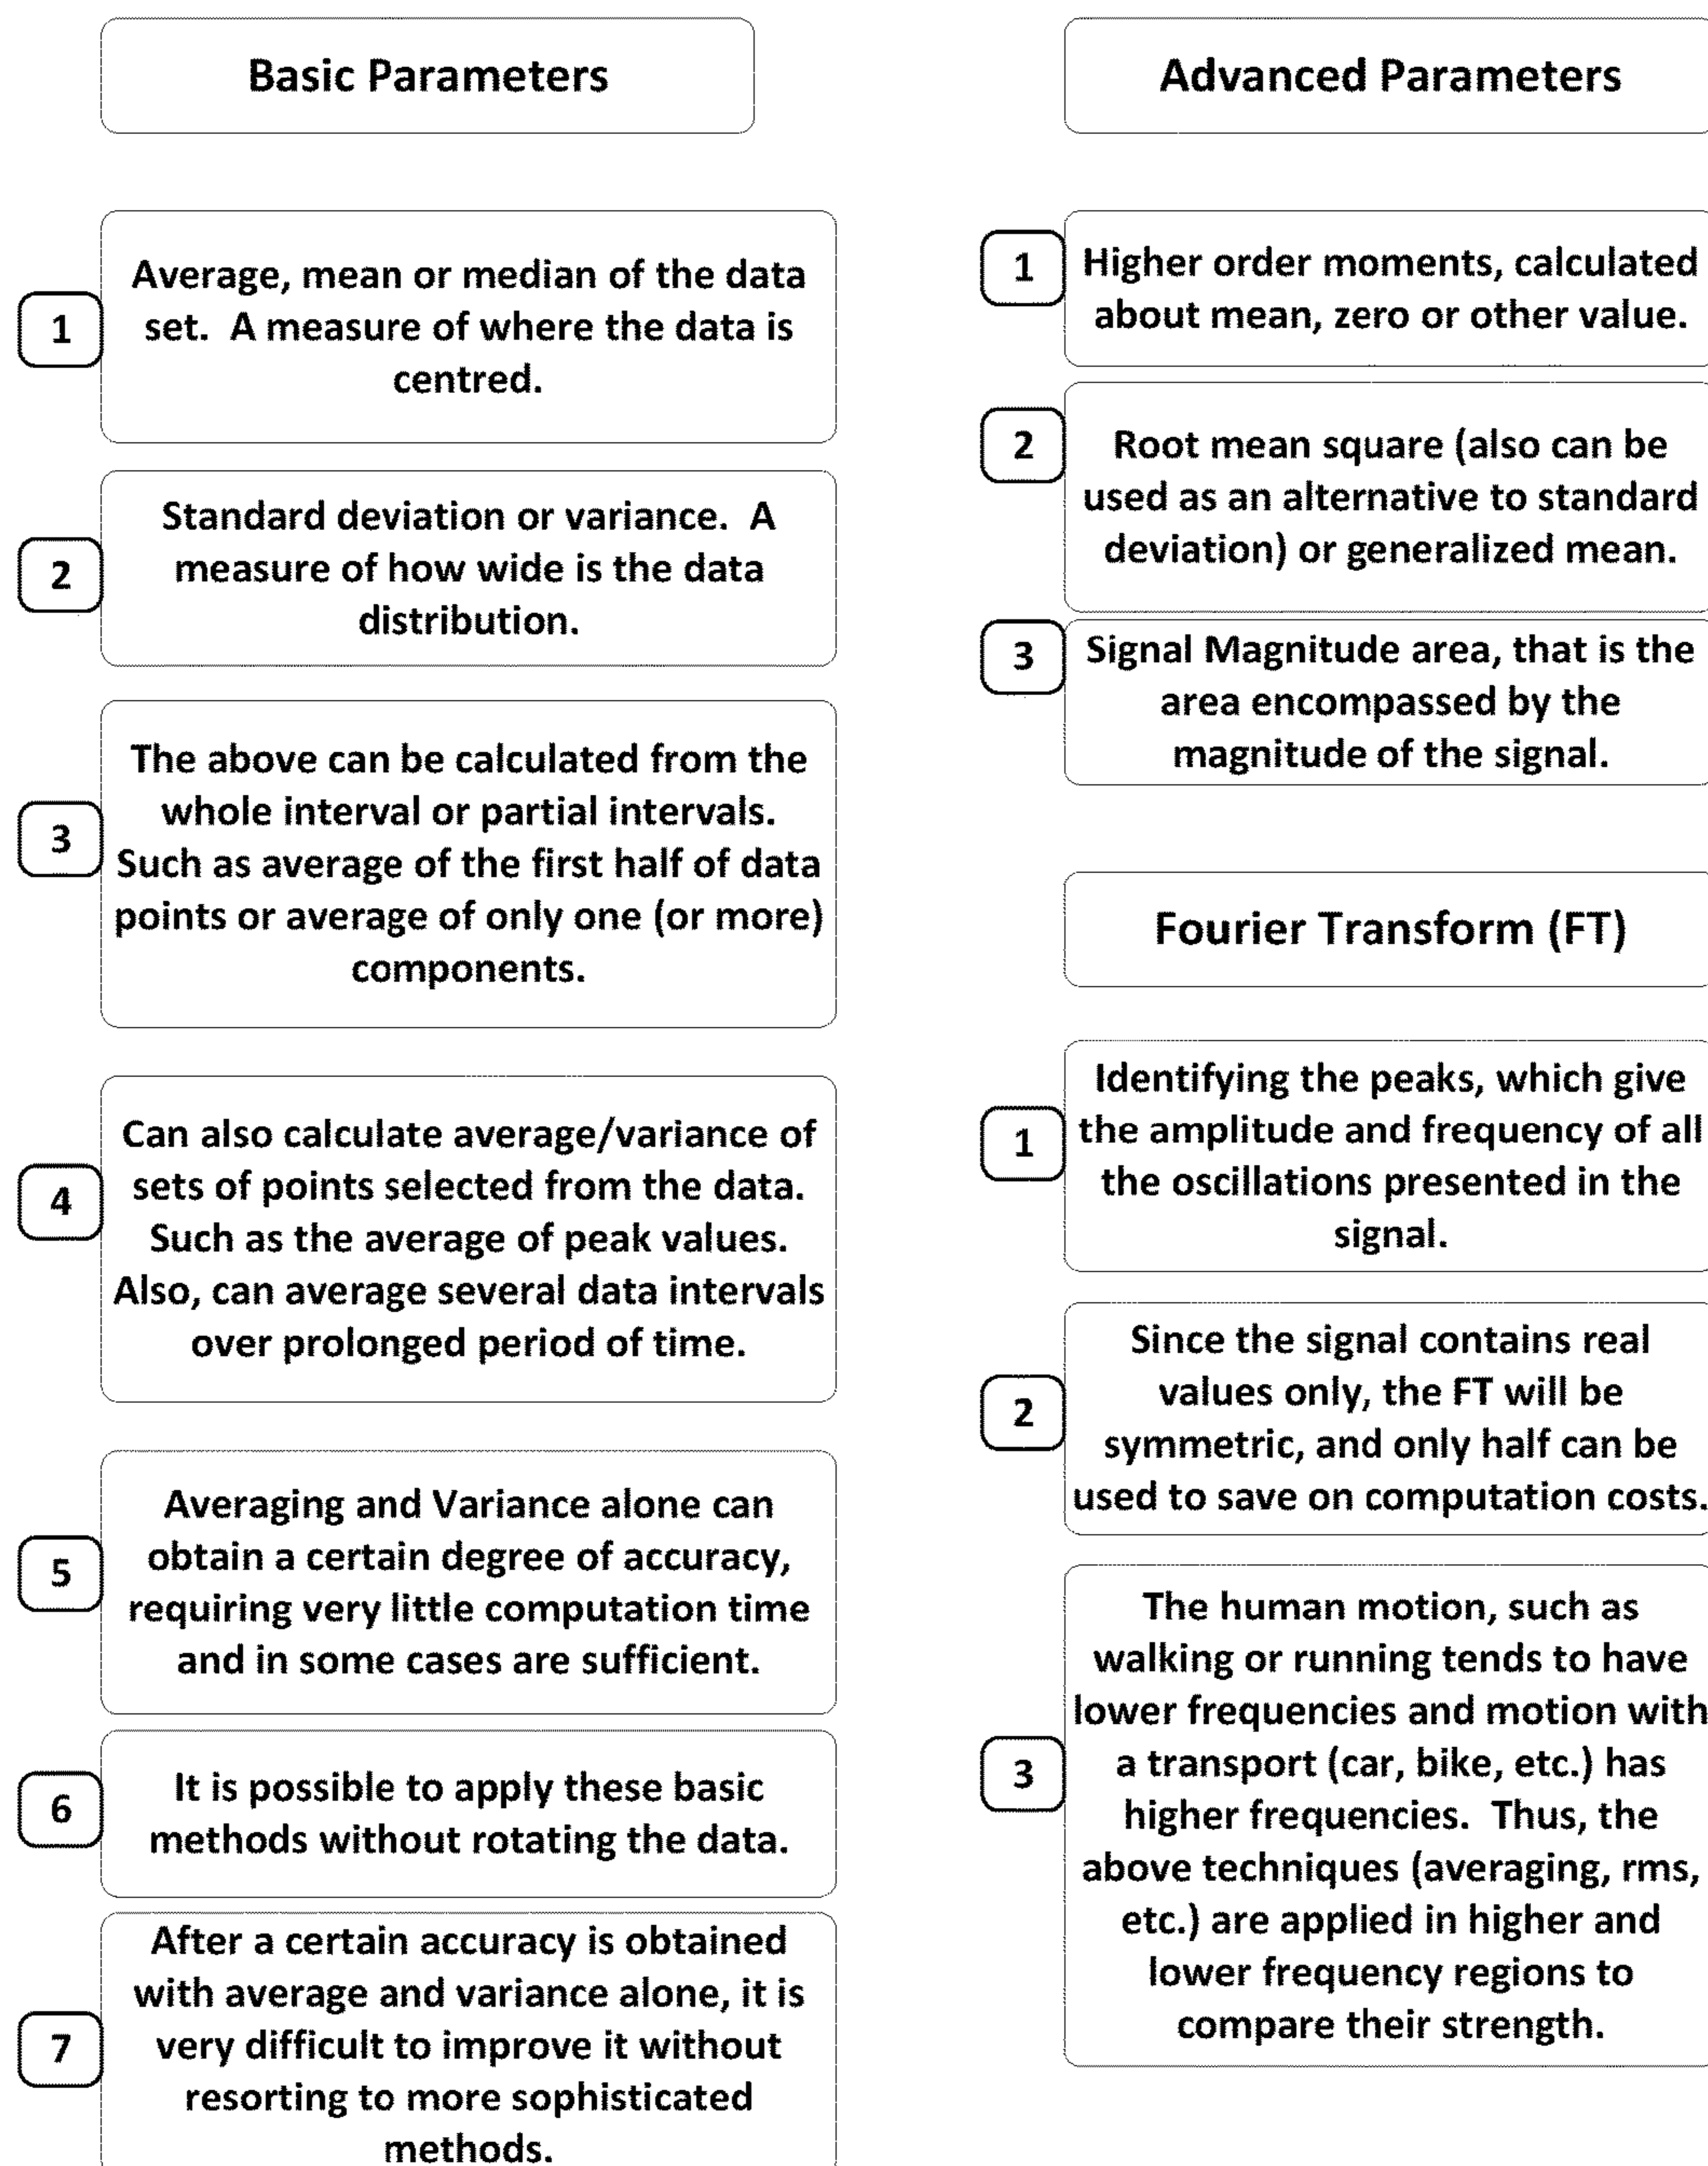 Basic Parameters
1
Average, mean or median of the data
set.  A measure of where the data is
centred.
2
Standard deviation or variance.  A
measure of how wide is the data
distribution.
3
The above can be calculated from the
whole interval or partial intervals.
Such as average of the first half of data
points or average of only one (or more)
components.
4
Can also calculate average/variance of
sets of points selected from the data.
Such as the average of peak values.
Also, can average several data intervals
over prolonged period of time.
5
Averaging and Variance alone can
obtain a certain degree of accuracy,
requiring very little computation time
and in some cases are sufficient.
6
It is possible to apply these basic
methods without rotating the data.
7
After a certain accuracy is obtained
with average and variance alone, it is
very difficult to improve it without
resorting to more sophisticated
methods.
Advanced Parameters
1
Higher order moments, calculated
about mean, zero or other value.
2
Root mean square (also can be
used as an alternative to standard
deviation) or generalized mean.
3
Signal Magnitude area, that is the
area encompassed by the
magnitude of the signal.
Fourier Transform (FT)
1
Identifying the peaks, which give
the amplitude and frequency of all
the oscillations presented in the
signal.
2
Since the signal contains real
values only, the FT will be
symmetric, and only half can be
used to save on computation costs.
3
The human motion, such as
walking or running tends to have
lower frequencies and motion with
a transport (car, bike, etc.) has
higher frequencies.  Thus, the
above techniques (averaging, rms,
etc.) are applied in higher and
lower frequency regions to
compare their strength.